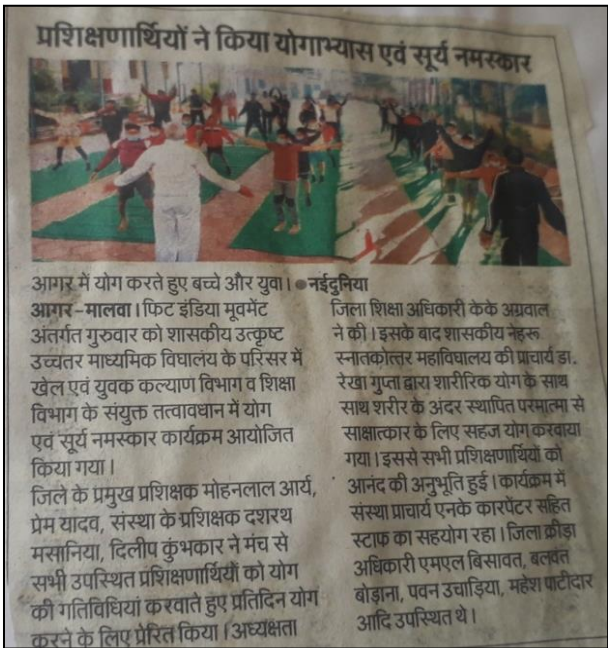 प्रशिक्षणार्थियों ने किया योगाभ्यास एवं सूर्य नमस्कार
आगर में योग करते हुए बच्चे और युवा। ●नईदुनिया
आगर-मालवा। फिट इंडिया मूवमेंट
अंतर्गत गुरुवार को शासकीय उत्कृष्ट
उच्चतर माध्यमिक विघालंय के परिसर में
खेल एवं युवक कल्याण विभाग व शिक्षा
विभाग के संयुक्त तत्वावधान में योग
एवं सूर्य नमस्कार कार्यक्रम आयोजित
किया गया।
जिले के प्रमुख प्रशिक्षक मोहनलाल आर्य,
प्रेम यादव, संस्था के प्रशिक्षक दशरथ
मसानिया, दिलीप कुंभकार ने मंच से
सभी उपस्थित प्रशिक्षणार्थियों को योग
की गतिविधियां करवाते हुए प्रतिदिन योग
करने के लिए प्रेरित किया। अध्यक्षता
जिला शिक्षा अधिकारी केके अग्रवाल
ने की। इसके बाद शासकीय नेहरू
स्नातकोत्तर महाविघालय की प्राचार्य डा.
रेखा गुप्ता द्वारा शारीरिक योग के साथ
साथ शरीर के अंदर स्थापित परमात्मा से
साक्षात्कार के लिए सहज योग करवाया
गया। इससे सभी प्रशिक्षणार्थियों को
आनंद की अनुभूति हुई। कार्यक्रम में
संस्था प्राचार्य एनके कारपेंटर सहित
स्टाफ का सहयोग रहा। जिला क्रीड़ा
अधिकारी एमएल बिसावत, बलवंत
बोड़ाना, पवन उचाड़िया, महेश पाटीदार
आदि उपस्थित थे।